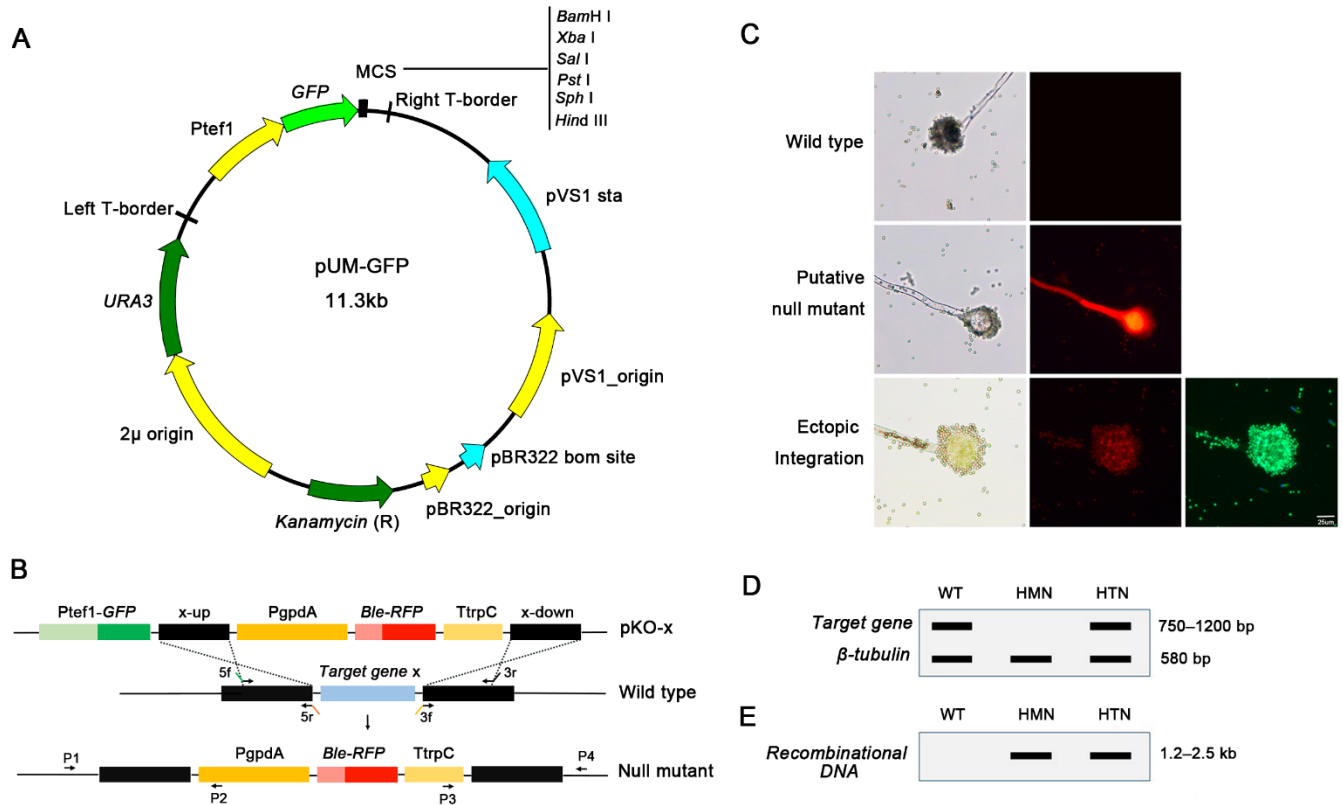 A
MCS
BamH I
Xba I
Sal I
Pst I
Sph I
Hind III
GFP
Right T-border
Ptef1
Left T-border
pVS1 sta
URA3
pUM-GFP
11.3kb
pVS1_origin
2μ origin
pBR322 bom site
pBR322_origin
Kanamycin (R)
B
Ptef1-GFP
x-up
PgpdA
Ble-RFP
TtrpC
x-down
pKO-x
5f
Target gene x
3r
Wild type
5r
3f
P1
PgpdA
Ble-RFP
TtrpC
P4
Null mutant
P2
P3
C
Wild type
Putative
null mutant
Ectopic
Integration
25um
D
WT HMN HTN
Target gene 750–1200 bp
β-tubulin 580 bp
E
WT HMN HTN
Recombinational 1.2–2.5 kb
DNA